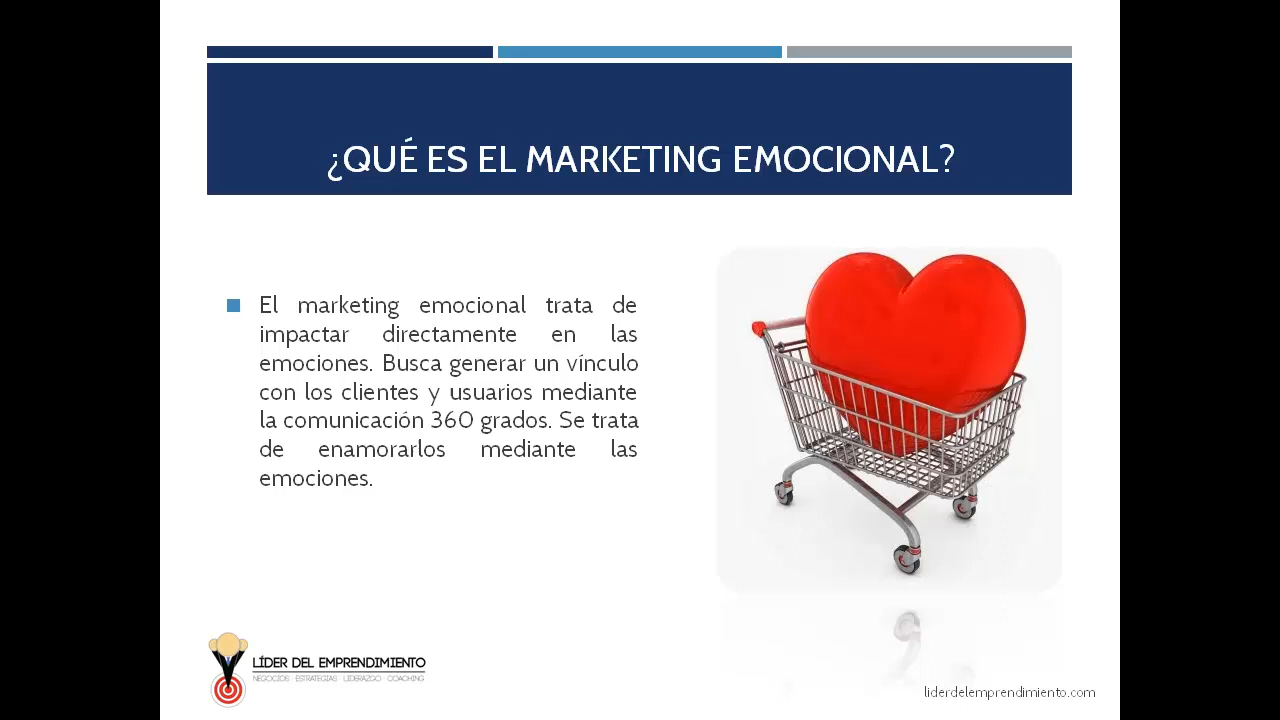 ¿QUÉ ES EL MARKETING EMOCIONAL?
El marketing emocional trata de
impactar directamente en las
emociones. Busca generar un vínculo
con los clientes y usuarios mediante
la comunicación 360 grados. Se trata
de enamorarlos mediante las
emociones.
LÍDER DEL EMPRENDIMIENTO
NEGOCIOS ESTRATEGIAS LIDERAZGO COACHING
liderdelemprendimiento.com